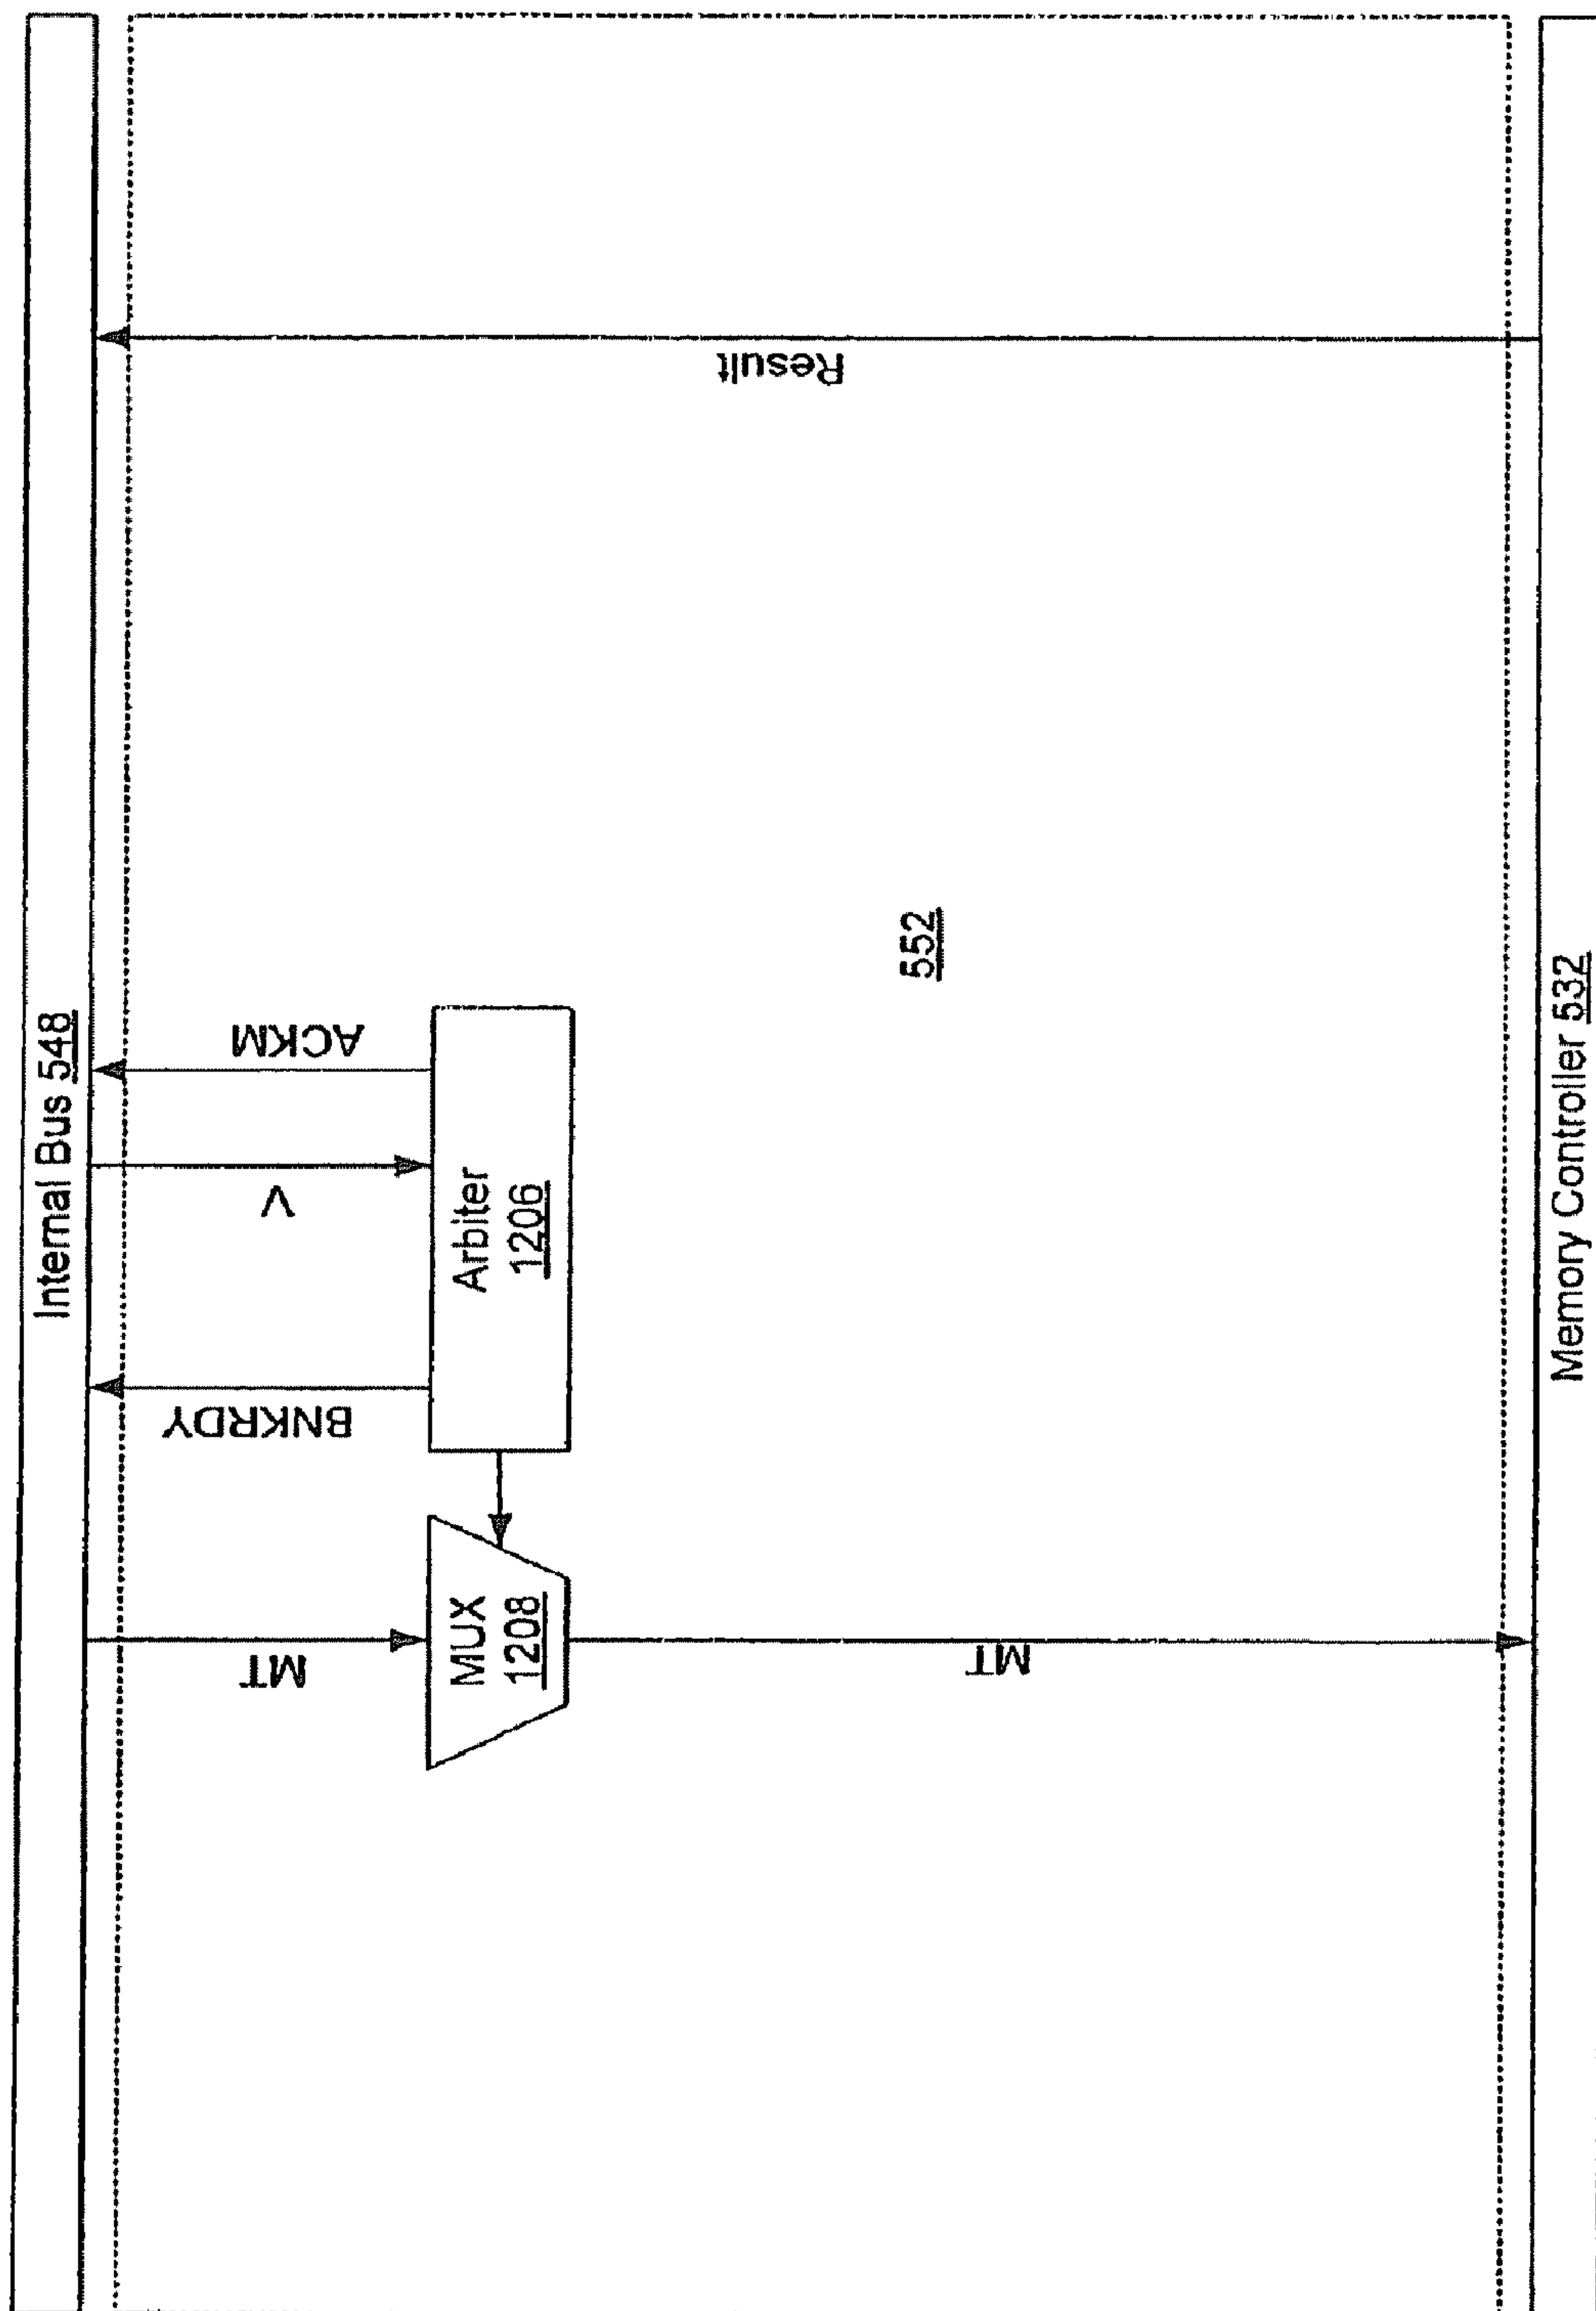 Internal Bus 548
MT
BNKRDY
V
ACKM
MUX
1208
Arbiter
1206
552
MT
Result
Memory Controller 532